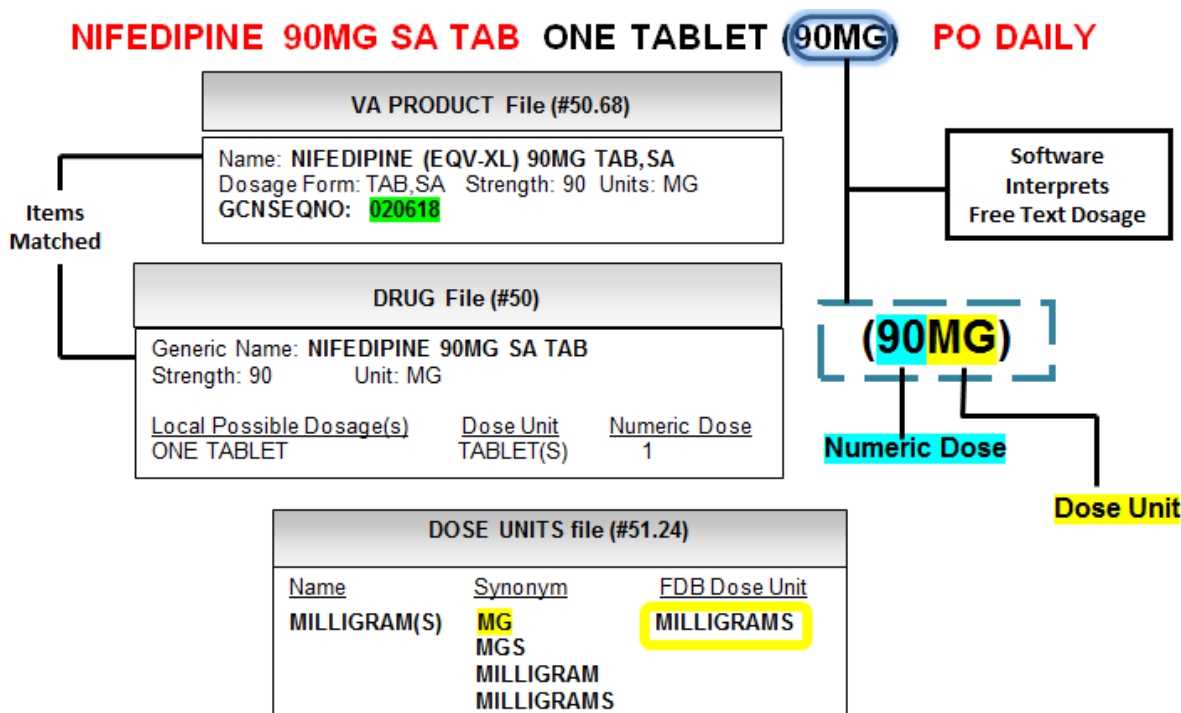 NIFEDIPINE 90MG SA TAB ONE TABLET (90MG) PO DAILY
VA PRODUCT File (#50.68)
Name: NIFEDIPINE (EQV-XL) 90MG TAB,SA
Dosage Form: TAB,SA Strength: 90 Units: MG
GCNSEQNO: 020618
Items
Matched
Software
Interprets
Free Text Dosage
DRUG File (#50)
Generic Name: NIFEDIPINE 90MG SA TAB
Strength: 90 Unit: MG
Local Possible Dosage(s) Dose Unit Numeric Dose
ONE TABLET TABLET(S) 1
(90MG)
Numeric Dose
Dose Unit
DOSE UNITS file (#51.24)
Name Synonym FDB Dose Unit
MILLIGRAM(S) MG MILLIGRAMS
MGS
MILLIGRAM
MILLIGRAMS